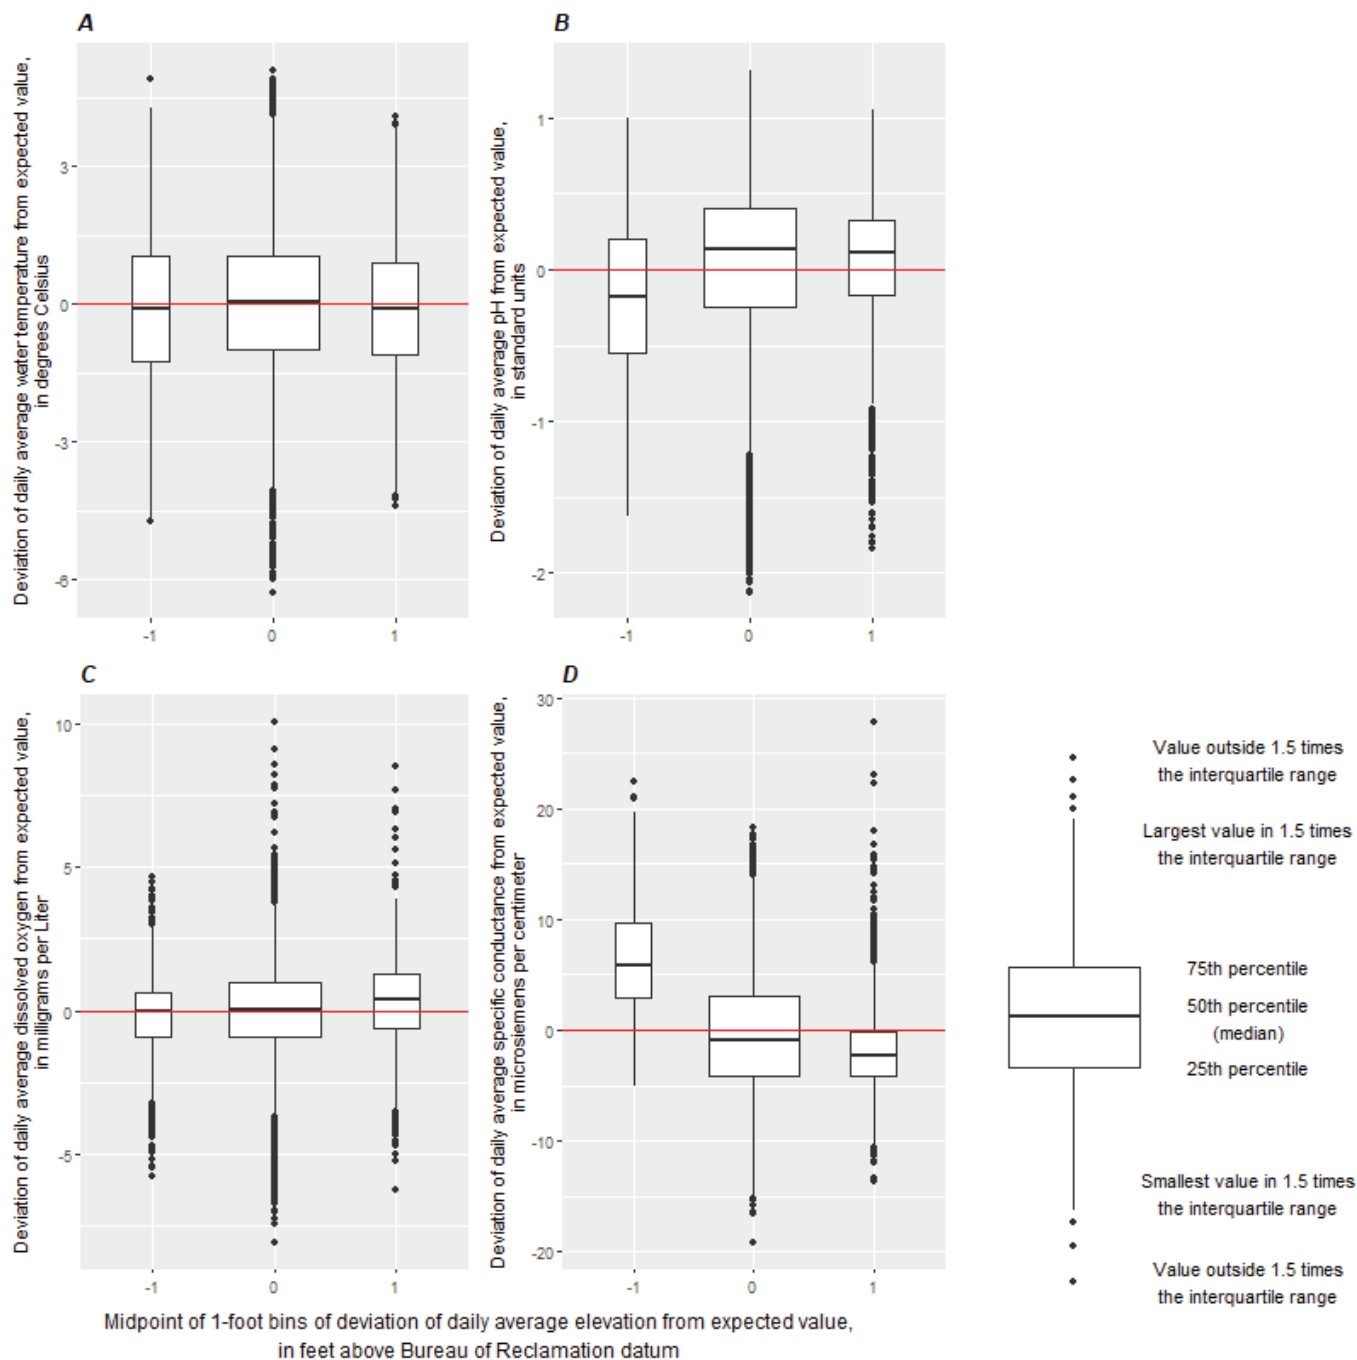 A
Deviation of daily average water temperature from expected value,
in degrees Celsius
3
0
-3
-6
-1
0
1
B
Deviation of daily average pH from expected value,
in standard units
1
0
-1
-2
-1
0
1
C
Deviation of daily average dissolved oxygen from expected value,
in milligrams per Liter
10
5
0
-5
-1
0
1
D
Deviation of daily average specific conductance from expected value,
in microsiemens per centimeter
30
20
10
0
-10
-20
-1
0
1
Midpoint of 1-foot bins of deviation of daily average elevation from expected value,
in feet above Bureau of Reclamation datum
Value outside 1.5 times
the interquartile range
Largest value in 1.5 times
the interquartile range
75th percentile
50th percentile
(median)
25th percentile
Smallest value in 1.5 times
the interquartile range
Value outside 1.5 times
the interquartile range